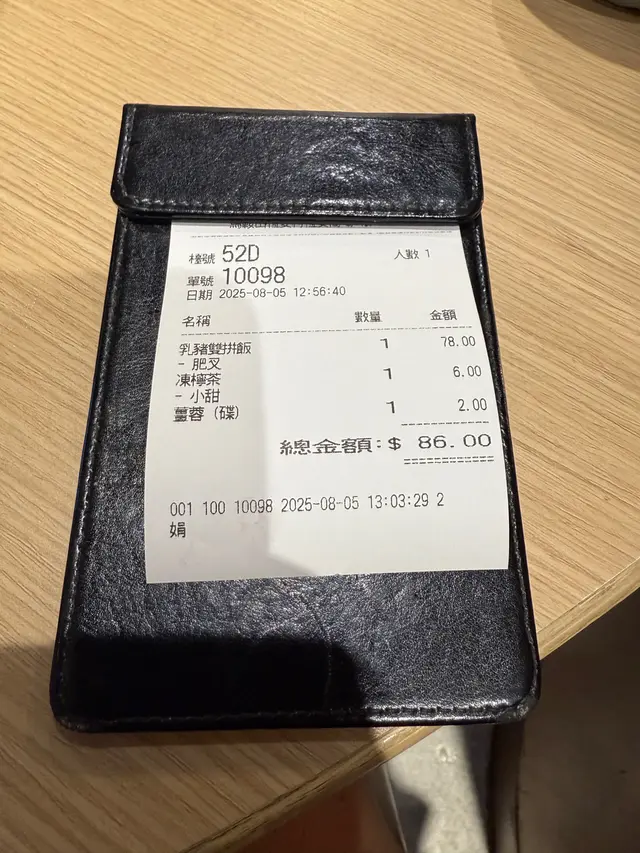 檯號 52D 人數 1
單號 10098
日期 2025-08-05 12:56:40
名稱 數量 金額
乳豬雙拼飯 1 78.00
- 肥叉
凍檸茶 1 6.00
- 小甜
薑蓉 (碟) 1 2.00
總金額:$ 86.00
001 100 10098 2025-08-05 13:03:29 2
娟